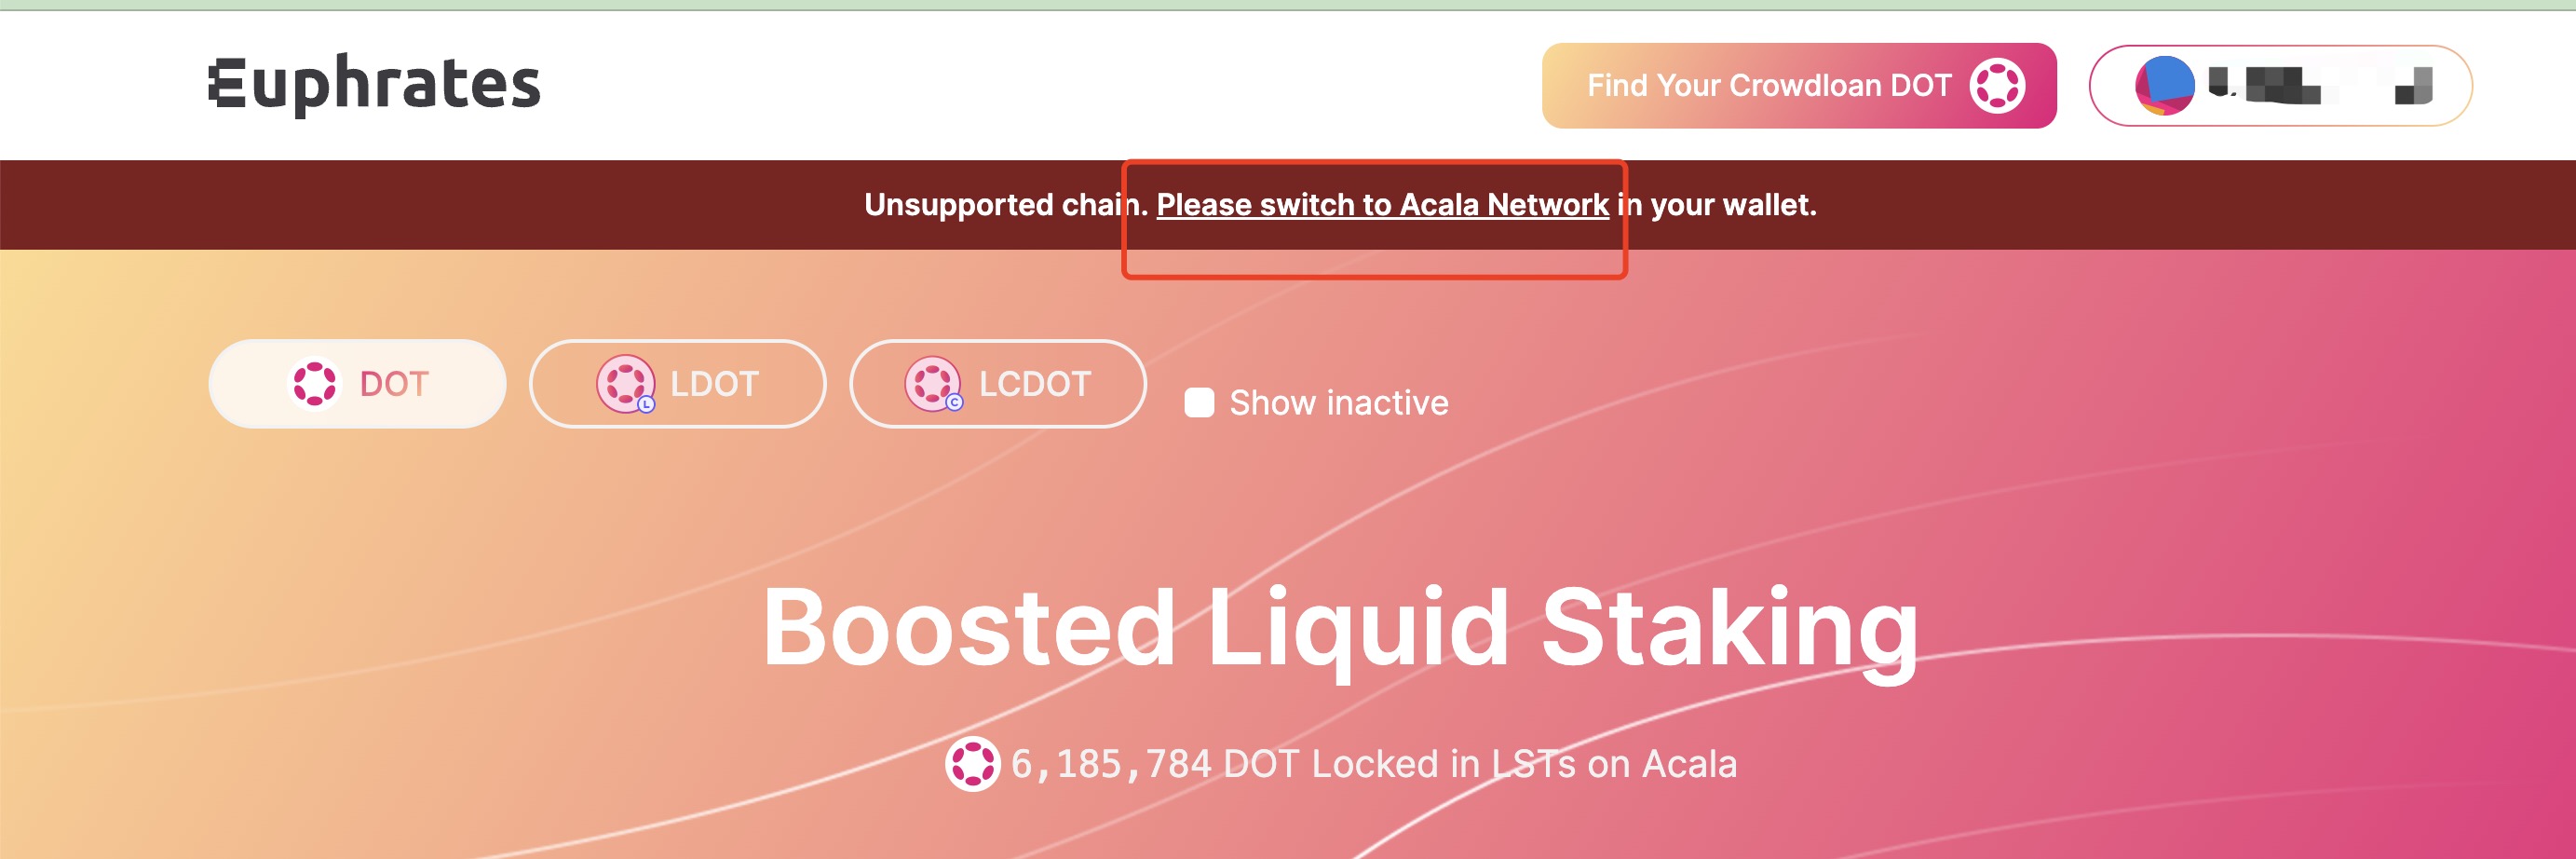 Euphrates
Find Your Crowdloan DOT
Unsupported chain. Please switch to Acala Network in your wallet.
DOT
LDOT
LCDOT
Show inactive
Boosted Liquid Staking
6,185,784 DOT Locked in LSTs on Acala